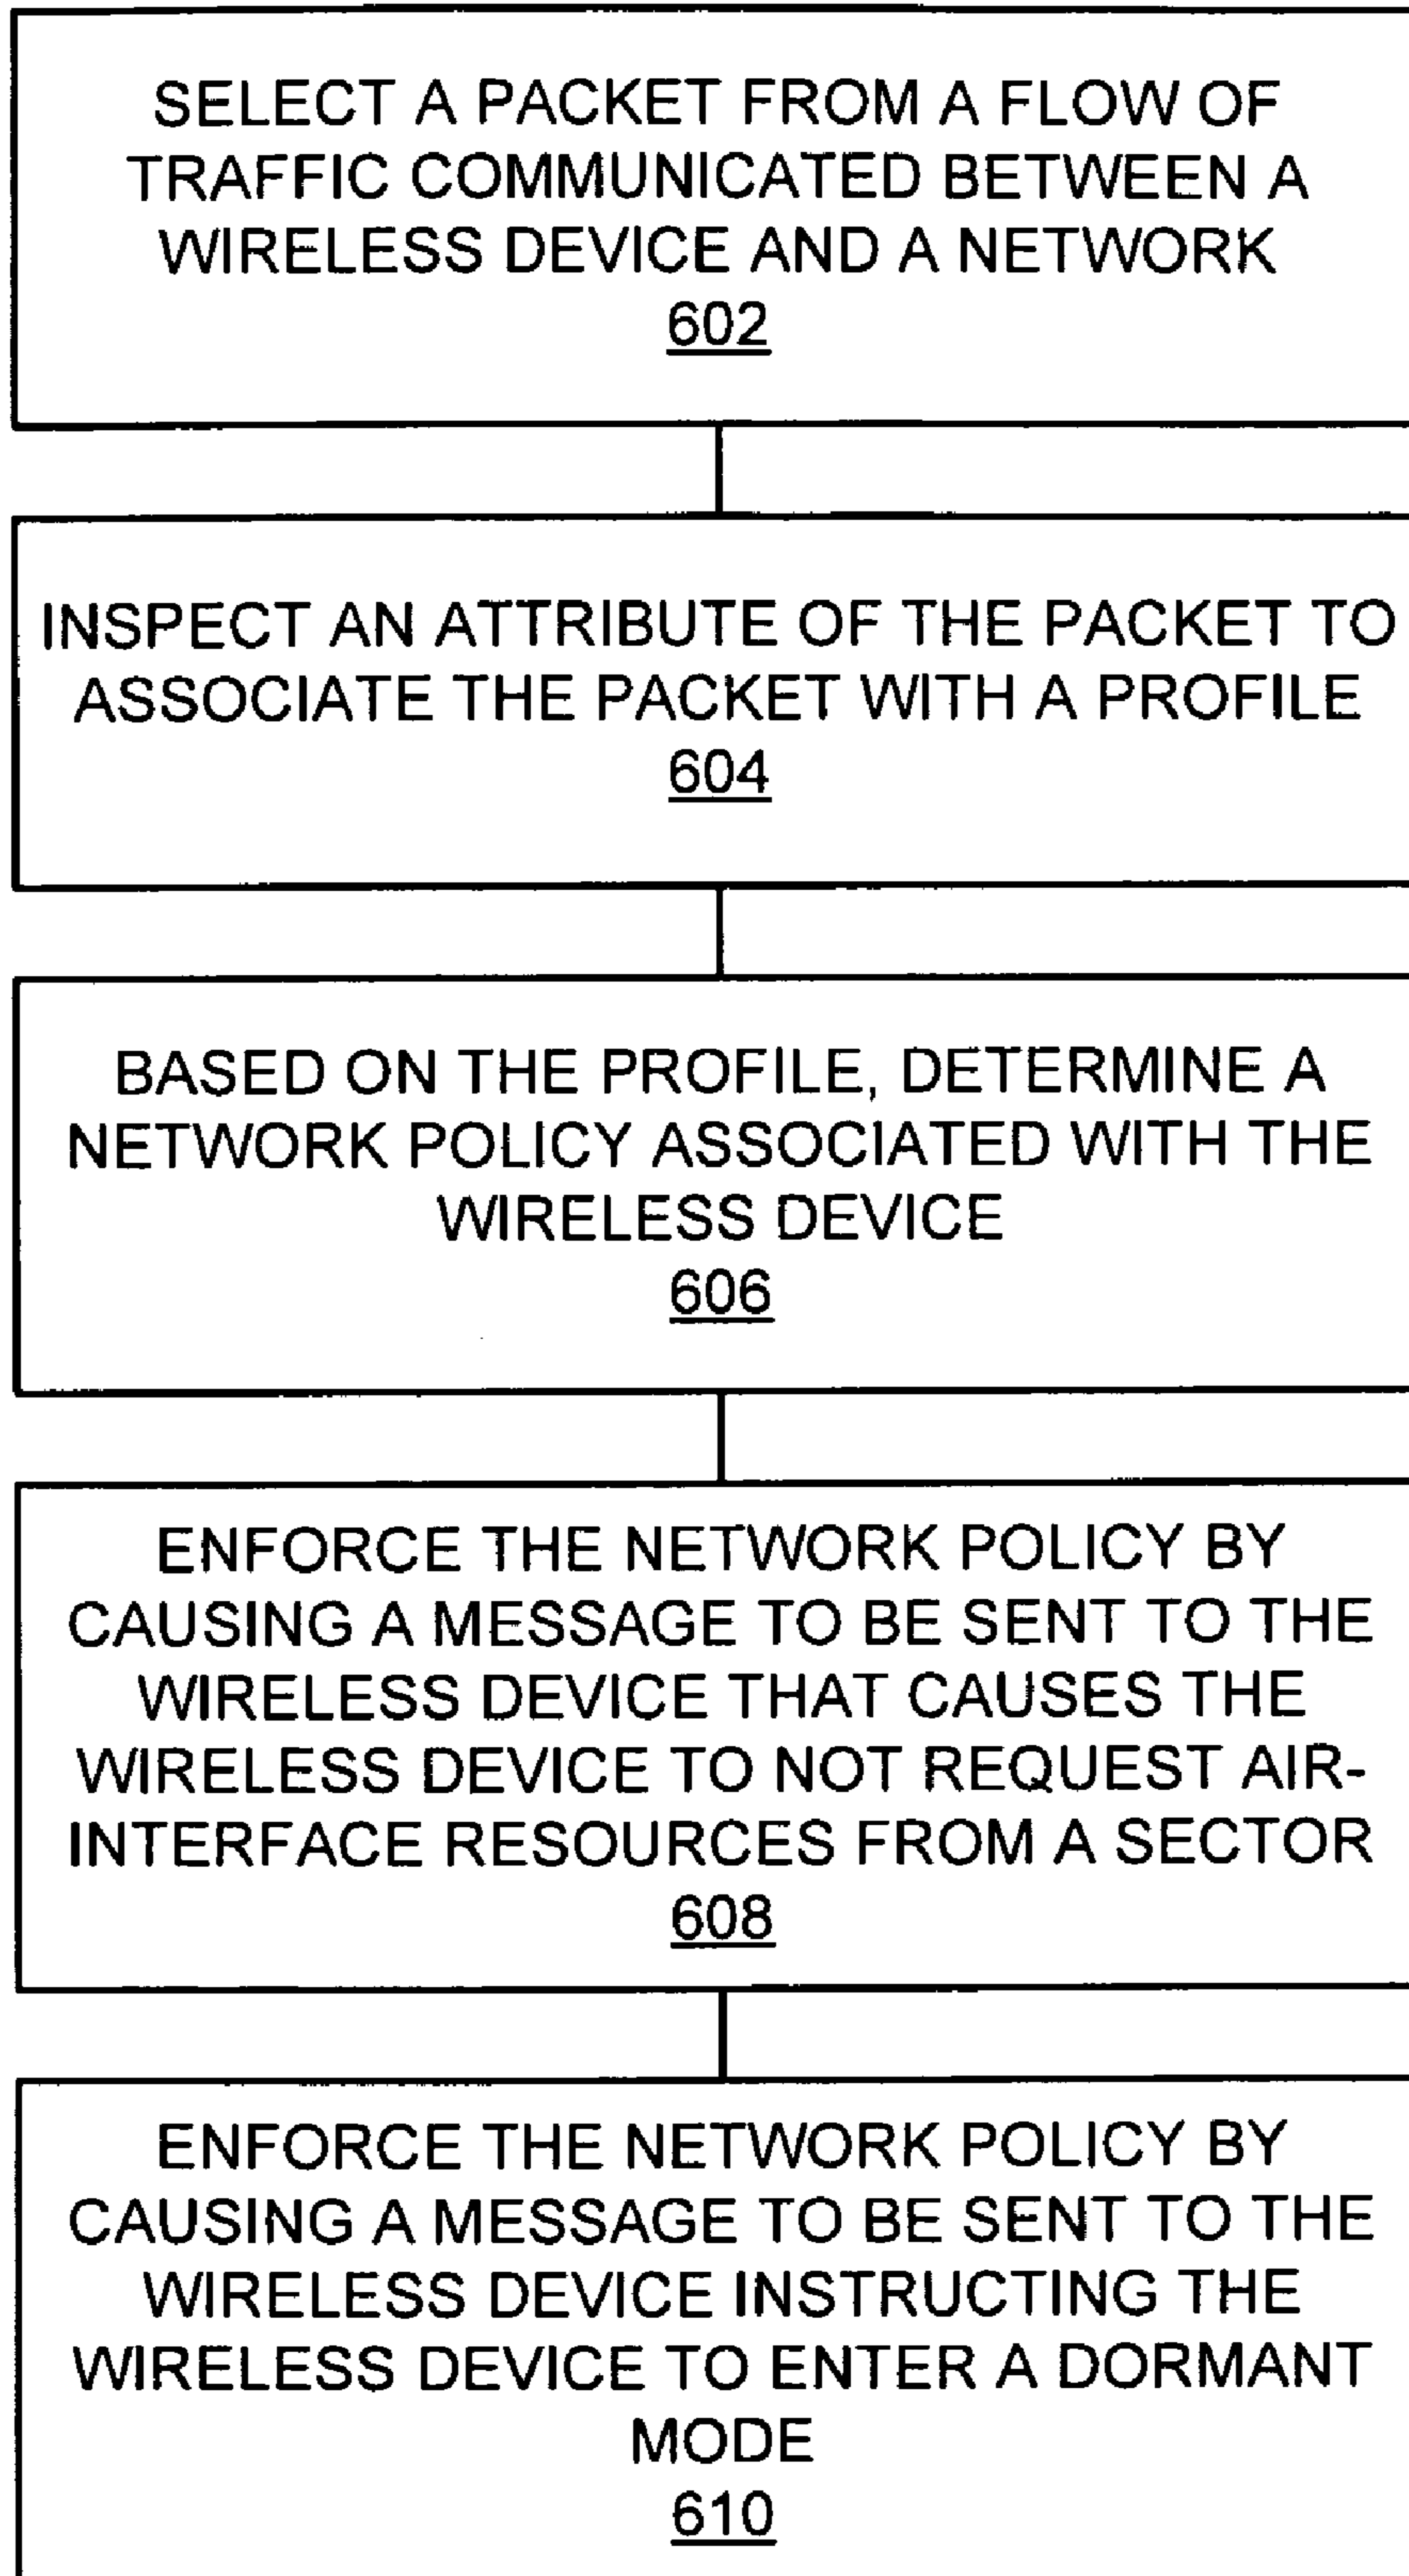 SELECT A PACKET FROM A FLOW OF
TRAFFIC COMMUNICATED BETWEEN A
WIRELESS DEVICE AND A NETWORK
602
INSPECT AN ATTRIBUTE OF THE PACKET TO
ASSOCIATE THE PACKET WITH A PROFILE
604
BASED ON THE PROFILE, DETERMINE A
NETWORK POLICY ASSOCIATED WITH THE
WIRELESS DEVICE
606
ENFORCE THE NETWORK POLICY BY
CAUSING A MESSAGE TO BE SENT TO THE
WIRELESS DEVICE THAT CAUSES THE
WIRELESS DEVICE TO NOT REQUEST AIR-
INTERFACE RESOURCES FROM A SECTOR
608
ENFORCE THE NETWORK POLICY BY
CAUSING A MESSAGE TO BE SENT TO THE
WIRELESS DEVICE INSTRUCTING THE
WIRELESS DEVICE TO ENTER A DORMANT
MODE
610